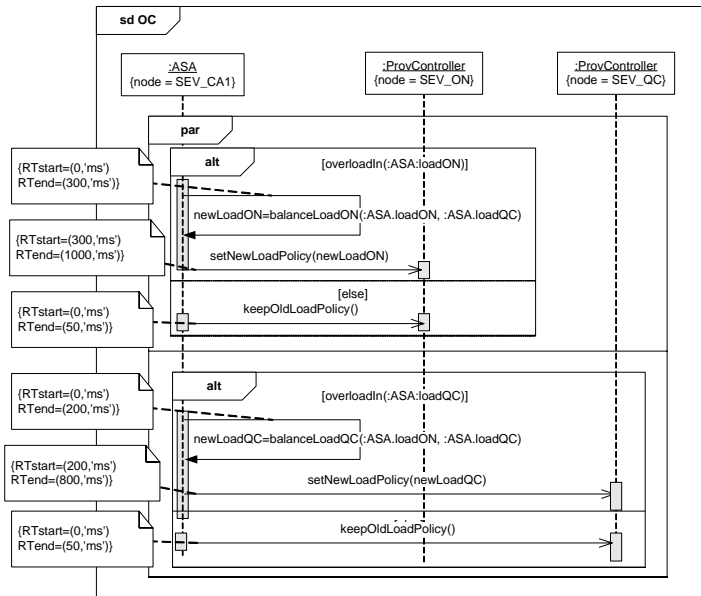 sd OC
:ASA
{node = SEV_CA1}
:ProvController
{node = SEV_ON}
:ProvController
{node = SEV_QC}
par
{RTstart=(0,'ms')
RTend=(300,'ms')}
alt
[overloadIn(:ASA:loadON)]
newLoadON=balanceLoadON(:ASA.loadON, :ASA.loadQC)
{RTstart=(300,'ms')
RTend=(1000,'ms')}
setNewLoadPolicy(newLoadON)
[else]
{RTstart=(0,'ms')
RTend=(50,'ms')}
keepOldLoadPolicy()
alt
{RTstart=(0,'ms')
RTend=(200,'ms')}
[overloadIn(:ASA:loadQC)]
newLoadQC=balanceLoadQC(:ASA.loadON, :ASA.loadQC)
{RTstart=(200,'ms')
RTend=(800,'ms')}
setNewLoadPolicy(newLoadQC)
{RTstart=(0,'ms')
RTend=(50,'ms')}
keepOldLoadPolicy()